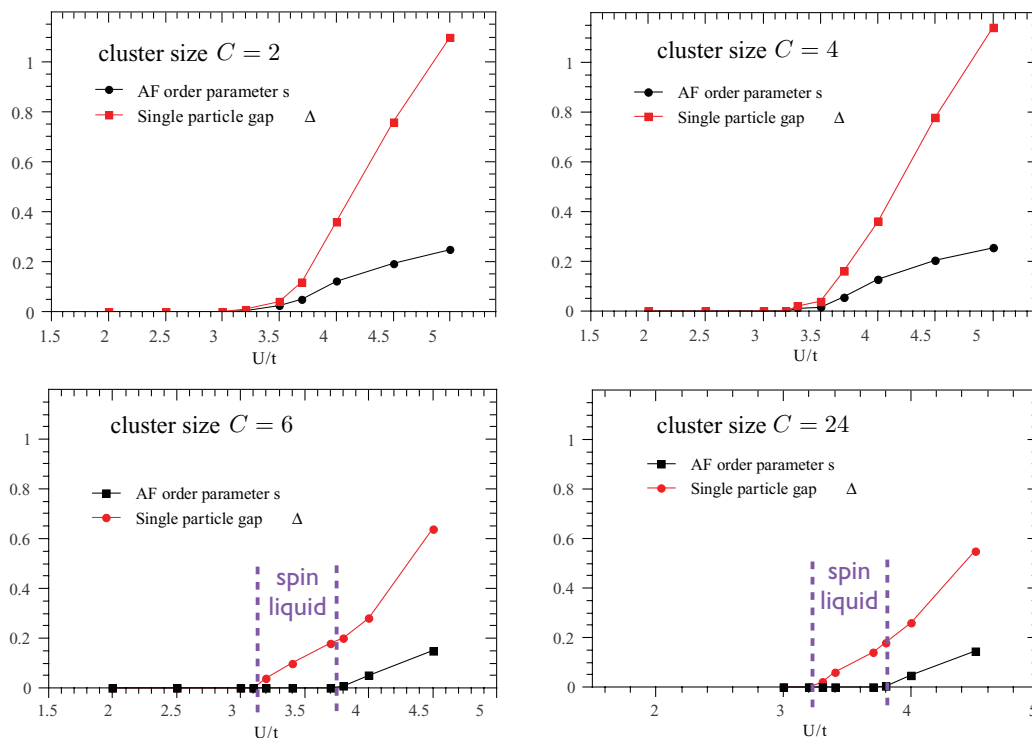 cluster size C = 2
AF order parameter s
Single particle gap Δ
1
0.8
0.6
0.4
0.2
0
1.5 2 2.5 3 3.5 4 4.5 5
U/t
cluster size C = 4
AF order parameter s
Single particle gap Δ
1
0.8
0.6
0.4
0.2
0
1.5 2 2.5 3 3.5 4 4.5 5
U/t
cluster size C = 6
AF order parameter s
Single particle gap Δ
spin
liquid
1
0.8
0.6
0.4
0.2
0
1.5 2 2.5 3 3.5 4 4.5 5
U/t
cluster size C = 24
AF order parameter s
Single particle gap Δ
spin
liquid
1
0.8
0.6
0.4
0.2
0
2 3 4 5
U/t